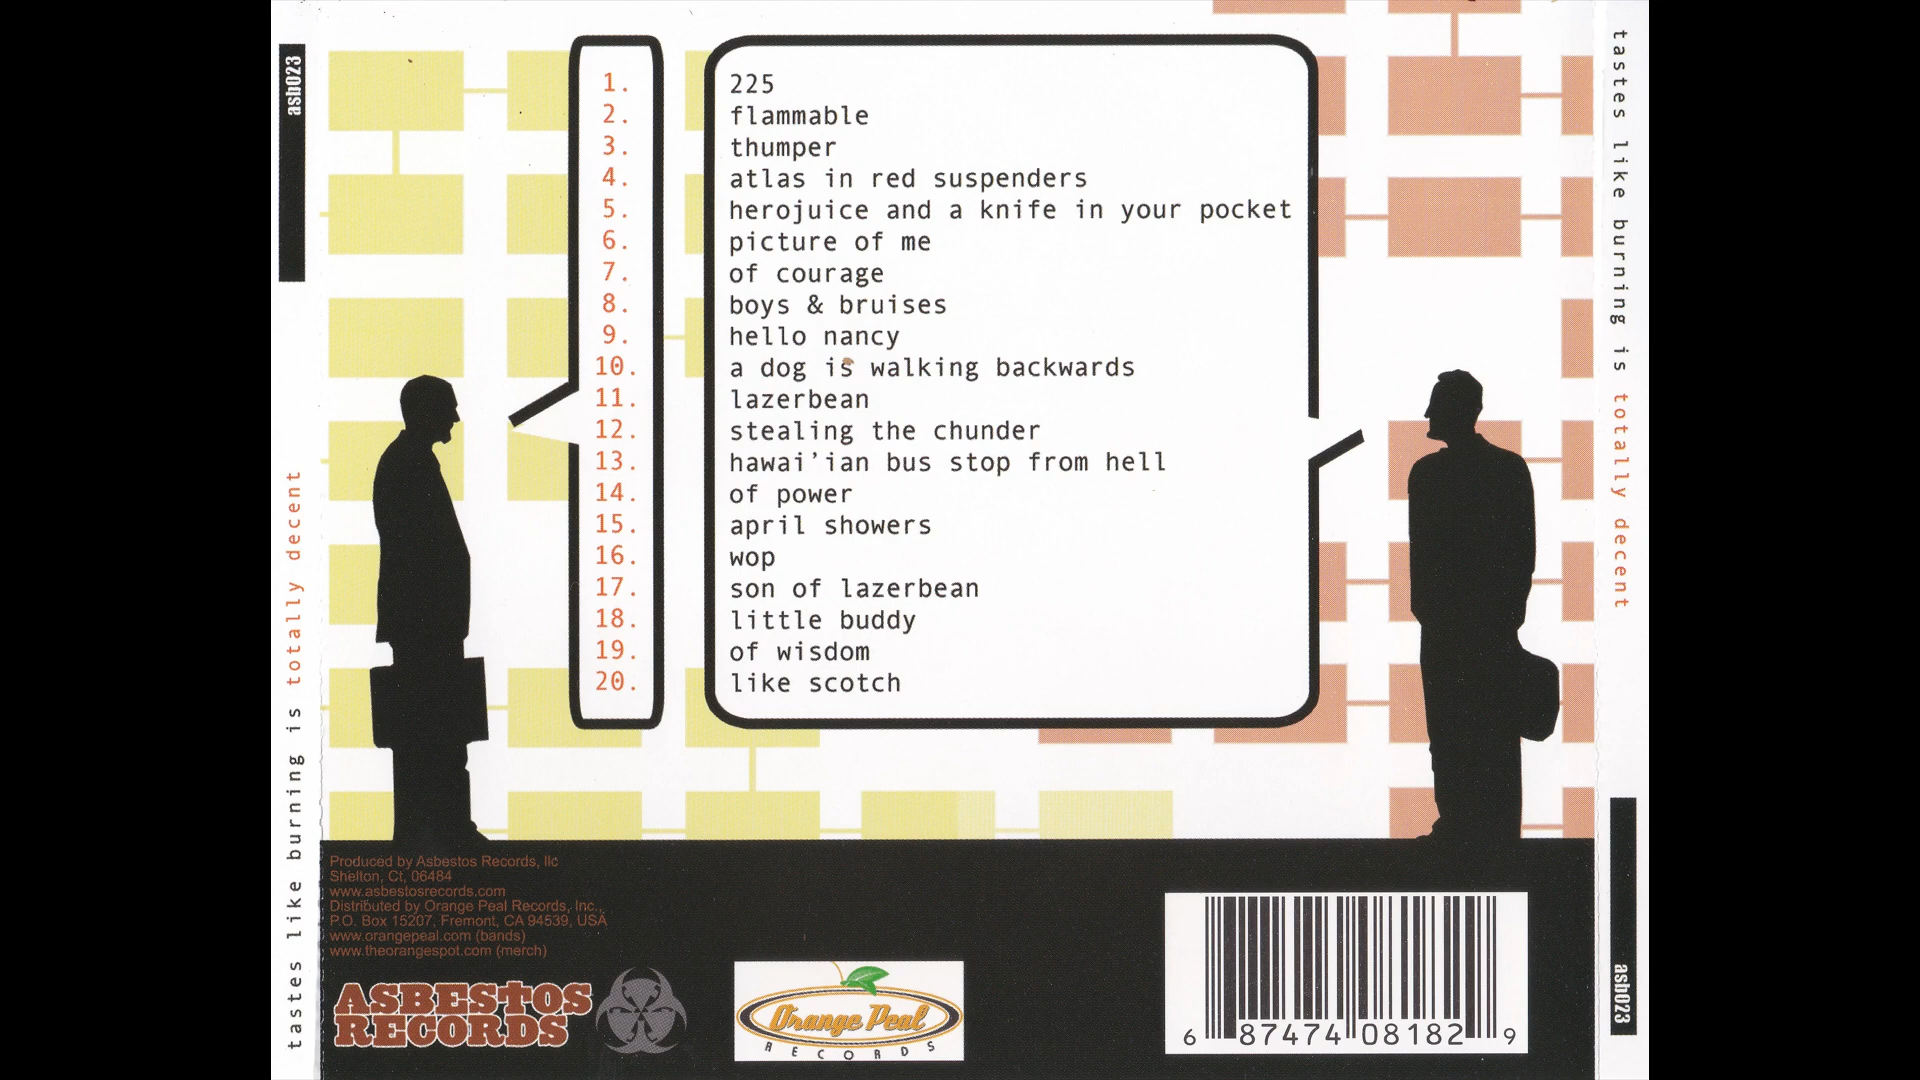 asb023
tastes like burning is totally decent
1. 225
2. flammable
3. thumper
4. atlas in red suspenders
5. herojuice and a knife in your pocket
6. picture of me
7. of courage
8. boys & bruises
9. hello nancy
10. a dog is walking backwards
11. lazerbean
12. stealing the chunder
13. hawai’ian bus stop from hell
14. of power
15. april showers
16. wop
17. son of lazerbean
18. little buddy
19. of wisdom
20. like scotch
tastes like burning is totally decent
asb023
Produced by Asbestos Records, llc
Shelton, Ct, 06484
www.asbestosrecords.com
Distributed by Orange Peal Records, Inc.,
P.O. Box 15207, Fremont, CA 94539, USA
www.orangepeal.com (bands)
www.theorangespot.com (merch)
ASBESTOS
RECORDS
Orange Peal
RECORDS
6 87474 08182 9